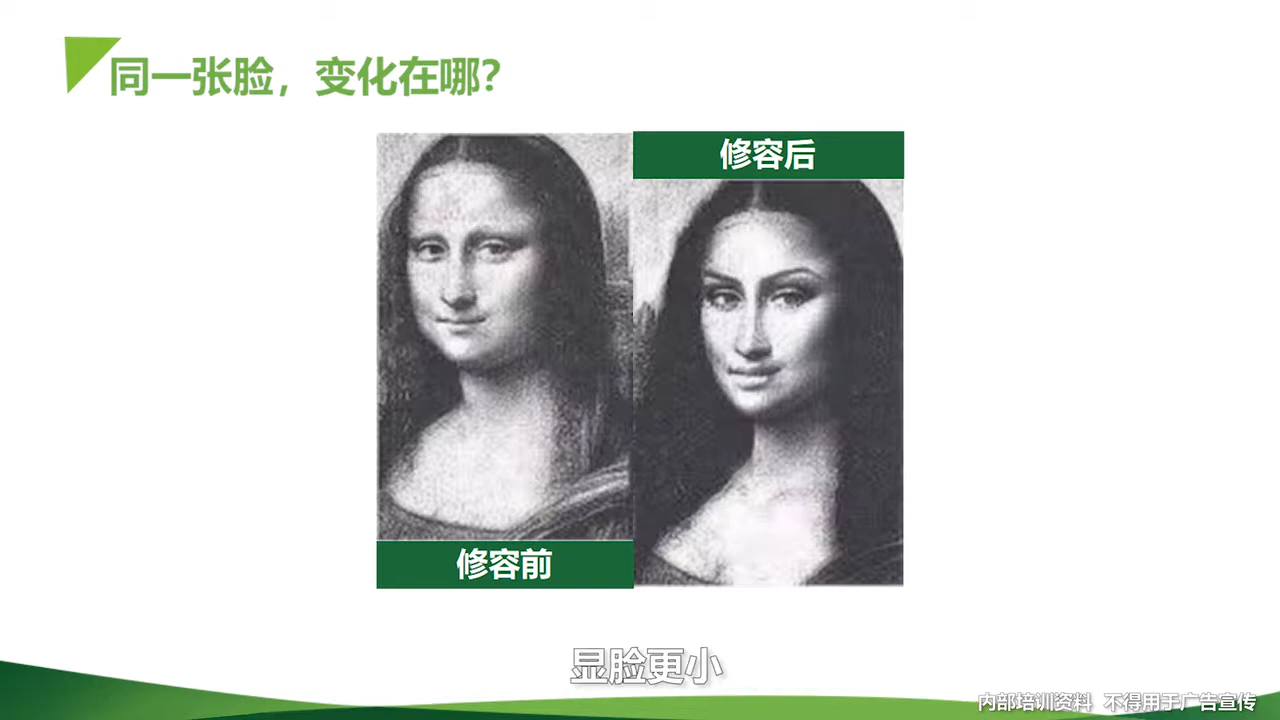 同一张脸，变化在哪？
修容后
修容前
显脸更小
内部培训资料 不得用于广告宣传